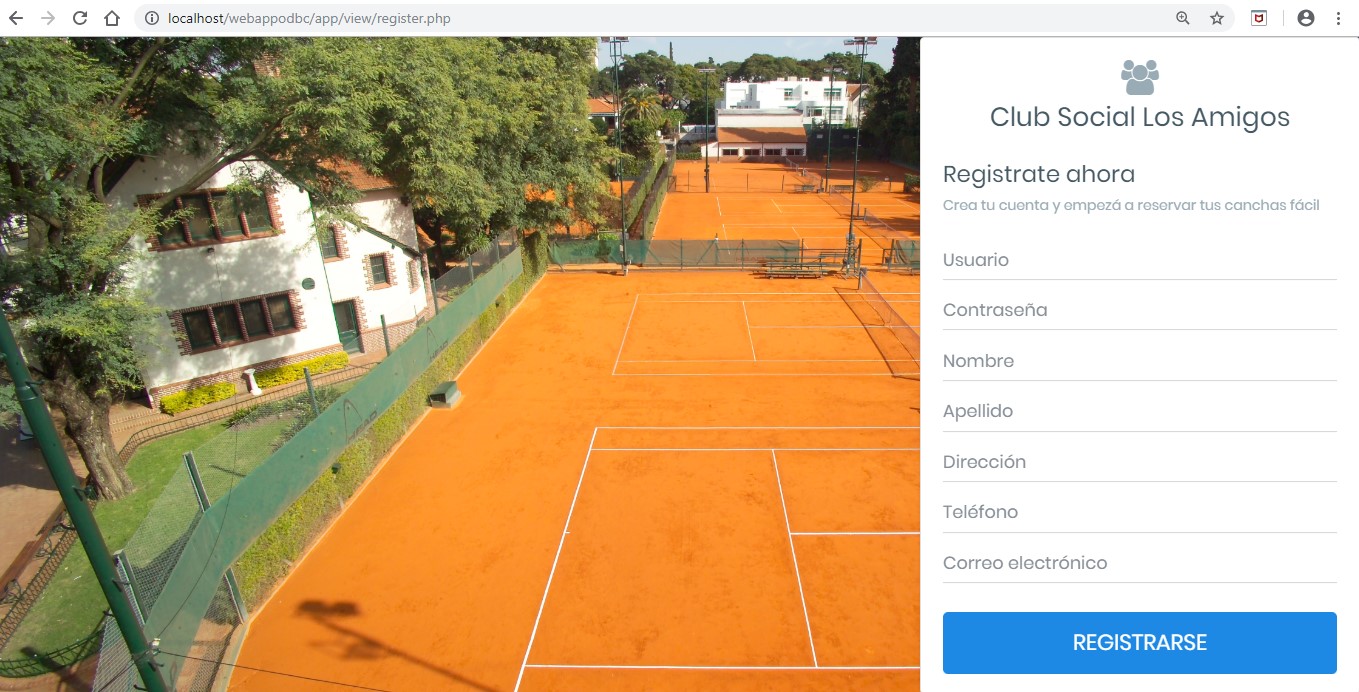 localhost/webappodbc/app/view/register.php
Club Social Los Amigos
Registrate ahora
Crea tu cuenta y empezá a reservar tus canchas fácil
Usuario
Contraseña
Nombre
Apellido
Dirección
Teléfono
Correo electrónico
REGISTRARSE